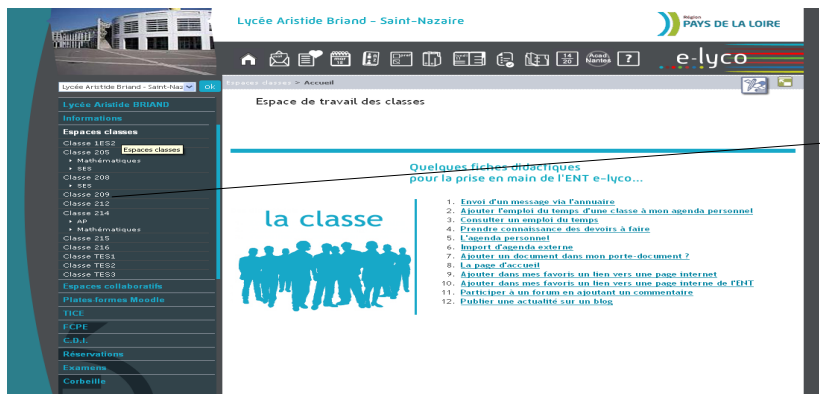 Lycée Aristide Briand - Saint-Nazaire
Région
PAYS DE LA LOIRE
14
20
Acad.
Nantes
?
e-lyco
Lycée Aristide Briand - Saint-Naz
ok
Espaces classes > Accueil
Lycée Aristide BRIAND
Informations
Espaces classes
Classe 1ES2
Espaces classes
Classe 205
Mathématiques
SES
Classe 208
SES
Classe 209
Classe 212
Classe 214
AP
Mathématiques
Classe 215
Classe 216
Classe TES1
Classe TES2
Classe TES3
Espaces collaboratifs
Plates-formes Moodle
TICE
FCPE
C.D.I.
Réservations
Examens
Corbeille
Espace de travail des classes
Quelques fiches didactiques
pour la prise en main de l'ENT e-lyco...
la classe
1. Envoi d'un message via l'annuaire
2. Ajouter l'emploi du temps d'une classe à mon agenda personnel
3. Consulter un emploi du temps
4. Prendre connaissance des devoirs à faire
5. L'agenda personnel
6. Import d'agenda externe
7. Ajouter un document dans mon porte-document ?
8. La page d'accueil
9. Ajouter dans mes favoris un lien vers une page internet
10. Ajouter dans mes favoris un lien vers une page interne de l'ENT
11. Participer à un forum en ajoutant un commentaire
12. Publier une actualité sur un blog